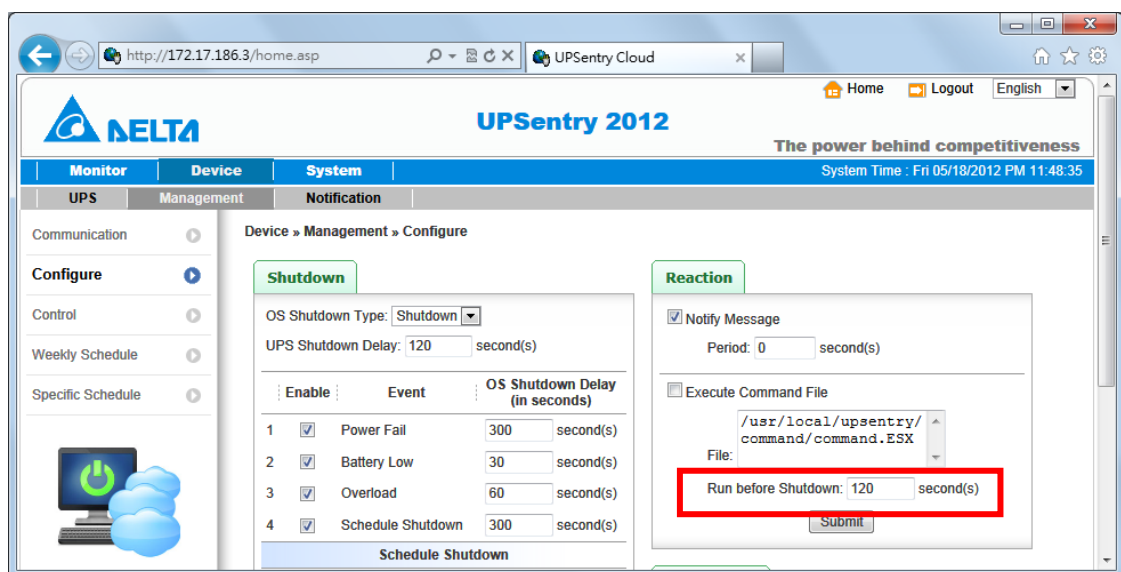 http://172.17.186.3/home.asp
UPSentry Cloud
Home Logout English
DELTA
UPSentry 2012
The power behind competitiveness
Monitor Device System
System Time : Fri 05/18/2012 PM 11:48:35
UPS Management Notification
Communication
Configure
Control
Weekly Schedule
Specific Schedule
Device » Management » Configure
Shutdown
OS Shutdown Type: Shutdown
UPS Shutdown Delay: 120 second(s)
Enable Event OS Shutdown Delay
(in seconds)
1 Power Fail 300 second(s)
2 Battery Low 30 second(s)
3 Overload 60 second(s)
4 Schedule Shutdown 300 second(s)
Schedule Shutdown
Reaction
Notify Message
Period: 0 second(s)
Execute Command File
/usr/local/upsentry/
command/command.ESX
File:
Run before Shutdown: 120 second(s)
Submit